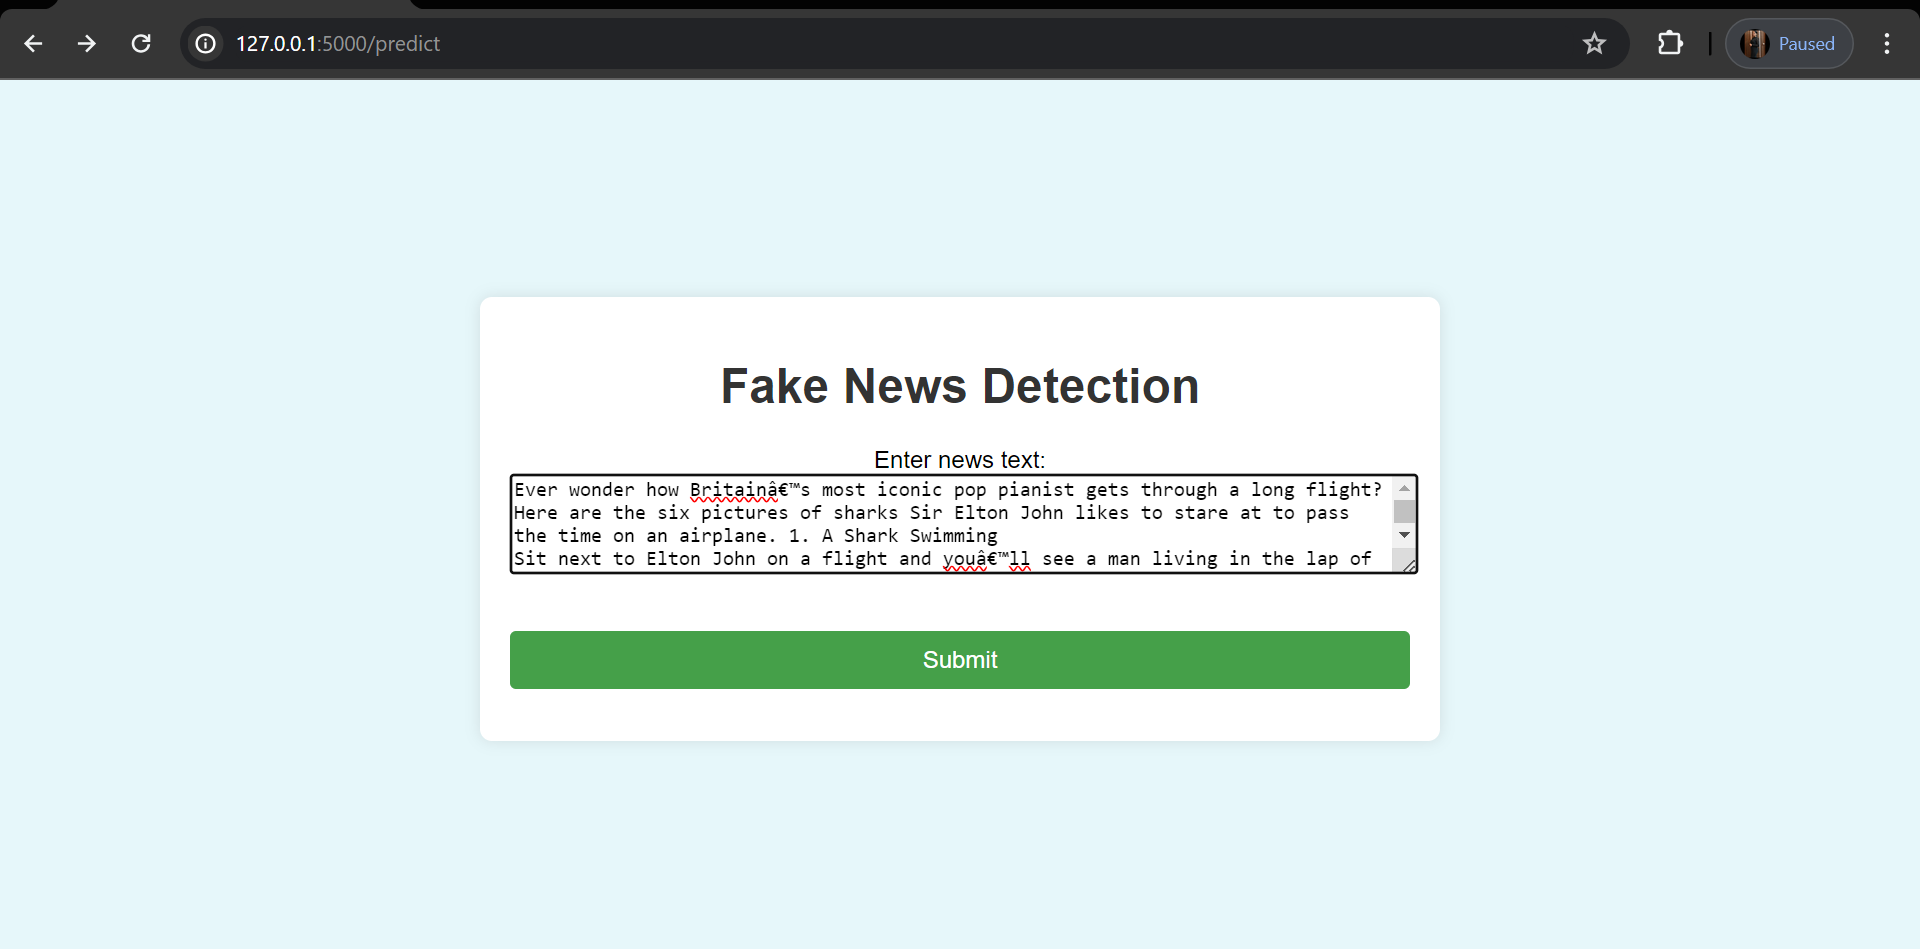 127.0.0.1:5000/predict
Paused
Fake News Detection
Enter news text:
Ever wonder how Britainâ€™s most iconic pop pianist gets through a long flight?
Here are the six pictures of sharks Sir Elton John likes to stare at to pass
the time on an airplane. 1. A Shark Swimming
Sit next to Elton John on a flight and youâ€™ll see a man living in the lap of
Submit